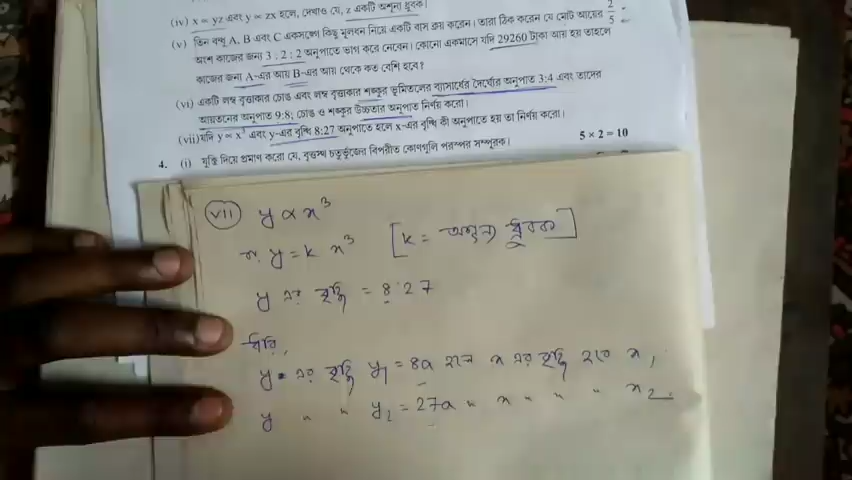 (iv) x ∝ yz এবং y ∝ zx হলে, দেখাও যে, z একটি অশূন্য ধ্রুবক।
(v) তিন বন্ধু A, B এবং C একসঙ্গে কিছু মূলধন নিয়ে একটি বাস ক্রয় করেন। তারা ঠিক করেন যে মোট আয়ের 2/5
অংশ কাজের জন্য 3 : 2 : 2 অনুপাতে ভাগ করে নেবেন। কোনো একমাসে যদি 29260 টাকা আয় হয় তাহলে
কাজের জন্য A-এর আয় B-এর আয় থেকে কত বেশি হবে?
(vi) একটি লম্ব বৃত্তাকার চোঙ এবং লম্ব বৃত্তাকার শঙ্কুর ভূমিতলের ব্যাসার্ধের দৈর্ঘ্যের অনুপাত 3:4 এবং তাদের
আয়তনের অনুপাত 9:8; চোঙ ও শঙ্কুর উচ্চতার অনুপাত নির্ণয় করো।
(vii) যদি y ∝ x³ এবং y-এর বৃদ্ধি 8:27 অনুপাতে হলে x-এর বৃদ্ধি কী অনুপাতে হয় তা নির্ণয় করো।
4. (i) যুক্তি দিয়ে প্রমাণ করো যে, বৃত্তস্থ চতুর্ভুজের বিপরীত কোণগুলি পরস্পর সম্পূরক। 5 × 2 = 10
(vii) y ∝ x³
বা, y = k x³ [k = অশূন্য ধ্রুবক]
y এর বৃদ্ধি = 8:27
ধরি,
y এর বৃদ্ধি y₁ = 8a হলে x এর বৃদ্ধি হবে x₁
y " " y₂ = 27a " x " " " x₂